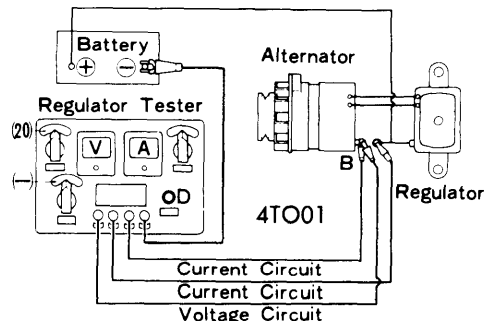 Battery
+ −
Alternator
Regulator Tester
(20)
V A
(−)
OD
B
Regulator
4TO01
Current Circuit
Current Circuit
Voltage Circuit